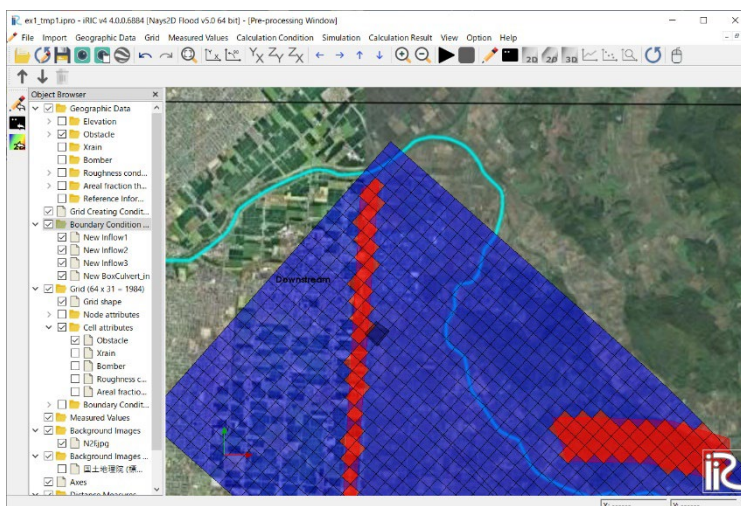 ex1_tmp1.ipro - iRIC v4 4.0.0.6884 [Nays2D Flood v5.0 64 bit] - [Pre-processing Window]
File Import Geographic Data Grid Measured Values Calculation Condition Simulation Calculation Result View Option Help
Object Browser
Geographic Data
Elevation
Obstacle
Xrain
Bomber
Roughness cond...
Areal fraction th...
Reference Infor...
Grid Creating Condit...
Boundary Condition ...
New Inflow1
New Inflow2
New Inflow3
New BoxCulvert_in
Grid (64 x 31 = 1984)
Grid shape
Node attributes
Cell attributes
Obstacle
Xrain
Bomber
Roughness c...
Areal fractio...
Boundary Condit...
Measured Values
Background Images
Background Images ...
国土地理院 (標...
Axes
Distance Measures
Downstream
iRIC